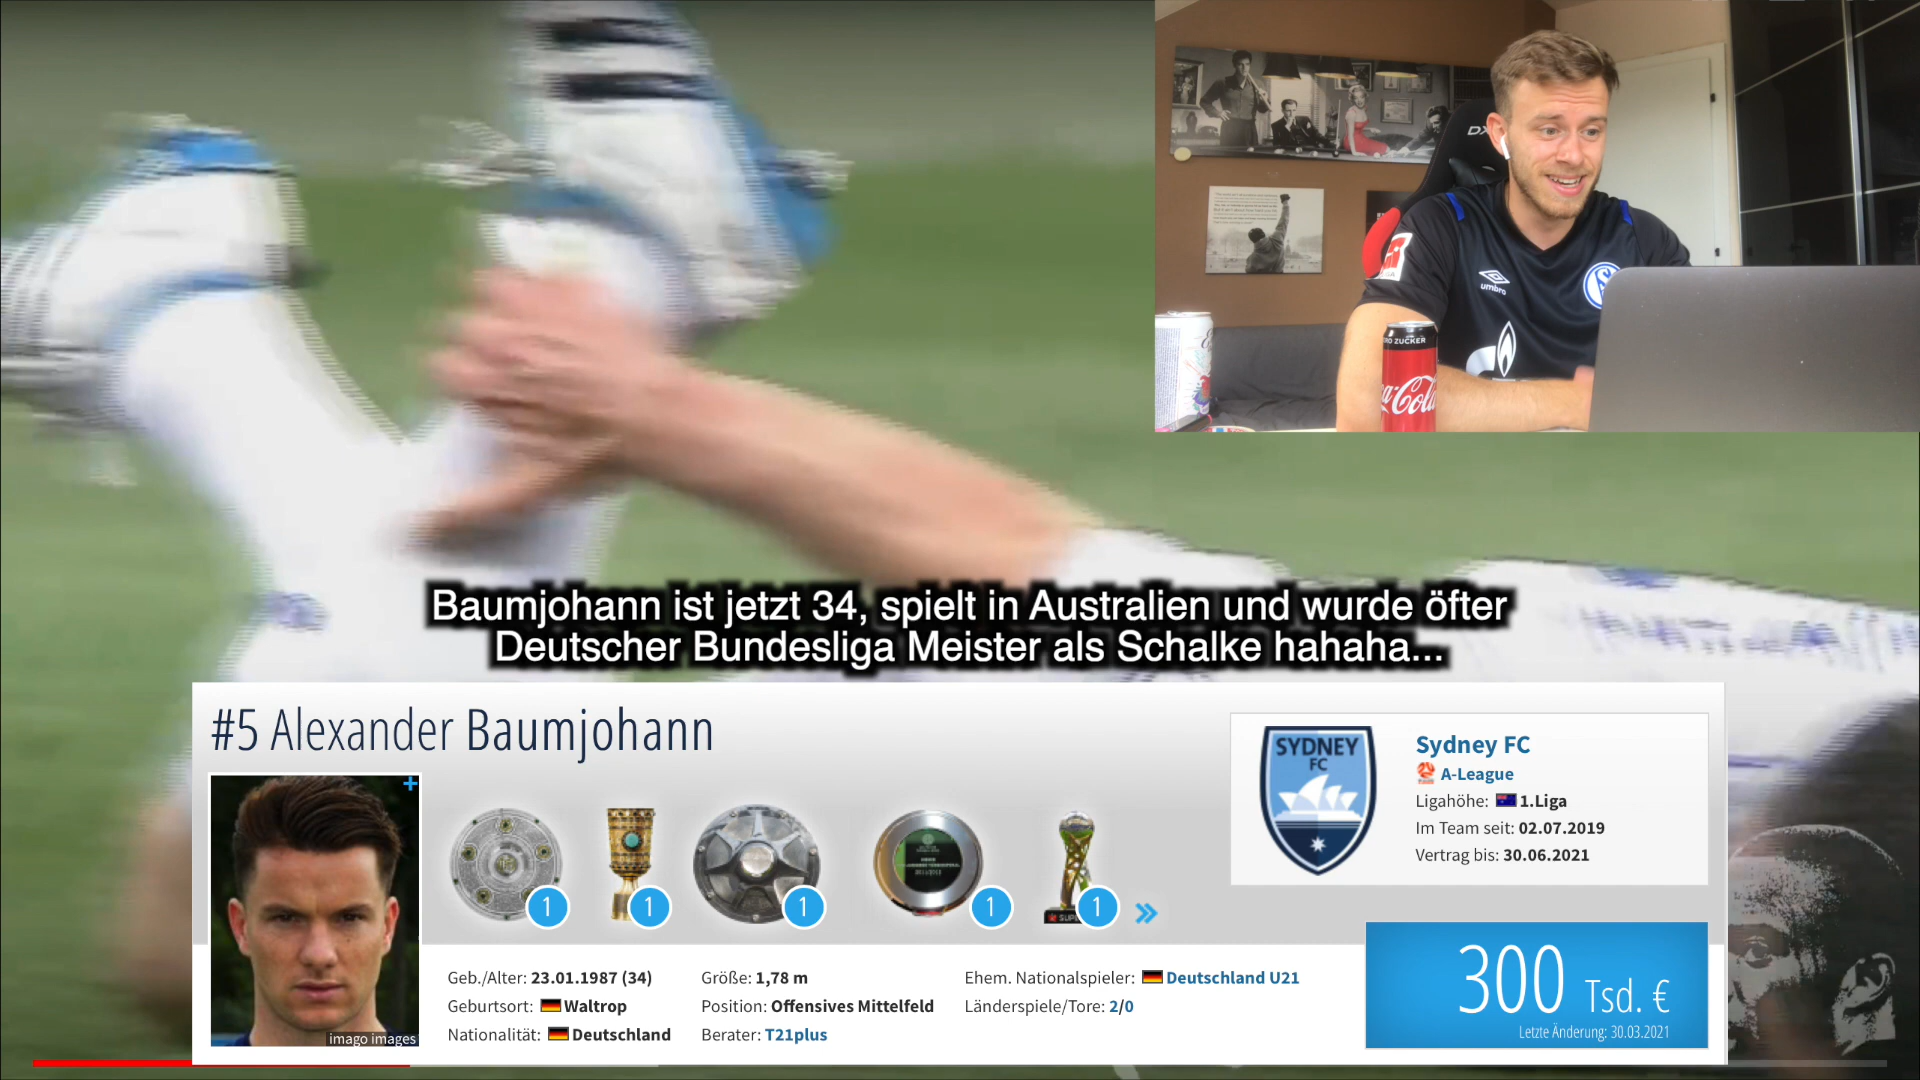 DX
umbro
RO ZUCKER
Coca-Cola
Baumjohann ist jetzt 34, spielt in Australien und wurde öfter
Deutscher Bundesliga Meister als Schalke hahaha...
#5 Alexander Baumjohann
imago images
1
1
1
1
SUPE
1
SYDNEY
FC
Sydney FC
A-League
Ligahöhe: 1.Liga
Im Team seit: 02.07.2019
Vertrag bis: 30.06.2021
Geb./Alter: 23.01.1987 (34)
Geburtsort: Waltrop
Nationalität: Deutschland
Größe: 1,78 m
Position: Offensives Mittelfeld
Berater: T21plus
Ehem. Nationalspieler: Deutschland U21
Länderspiele/Tore: 2/0
300 Tsd. €
Letzte Änderung: 30.03.2021